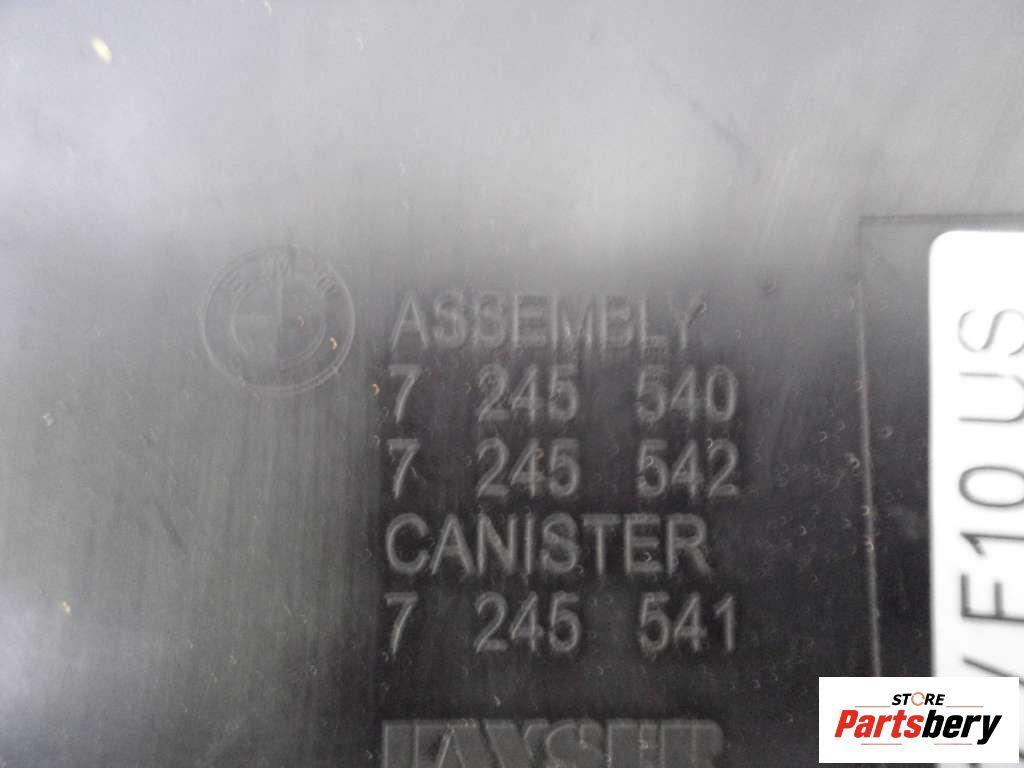 ASSEMBLY
7 245 540
7 245 542
CANISTER
7 245 541
F10 US
STORE
Partsbery